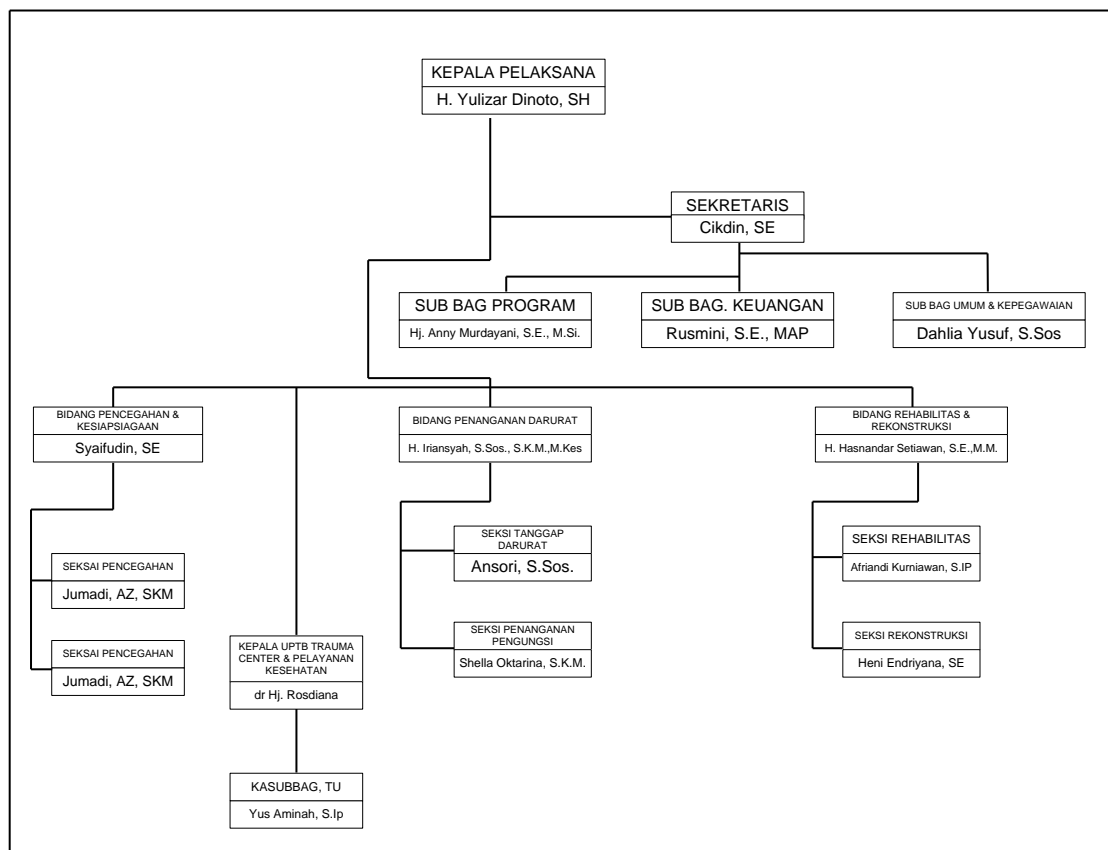 KEPALA PELAKSANA
H. Yulizar Dinoto, SH
SEKRETARIS
Cikdin, SE
SUB BAG PROGRAM
Hj. Anny Murdayani, S.E., M.Si.
SUB BAG. KEUANGAN
Rusmini, S.E., MAP
SUB BAG UMUM & KEPEGAWAIAN
Dahlia Yusuf, S.Sos
BIDANG PENCEGAHAN &
KESIAPSIAGAAN
Syaifudin, SE
BIDANG PENANGANAN DARURAT
H. Iriansyah, S.Sos., S.K.M.,M.Kes
BIDANG REHABILITAS &
REKONSTRUKSI
H. Hasnandar Setiawan, S.E.,M.M.
SEKSAI PENCEGAHAN
Jumadi, AZ, SKM
SEKSAI PENCEGAHAN
Jumadi, AZ, SKM
KEPALA UPTB TRAUMA
CENTER & PELAYANAN
KESEHATAN
dr Hj. Rosdiana
KASUBBAG, TU
Yus Aminah, S.Ip
SEKSI TANGGAP
DARURAT
Ansori, S.Sos.
SEKSI PENANGANAN
PENGUNGSI
Shella Oktarina, S.K.M.
SEKSI REHABILITAS
Afriandi Kurniawan, S.IP
SEKSI REKONSTRUKSI
Heni Endriyana, SE